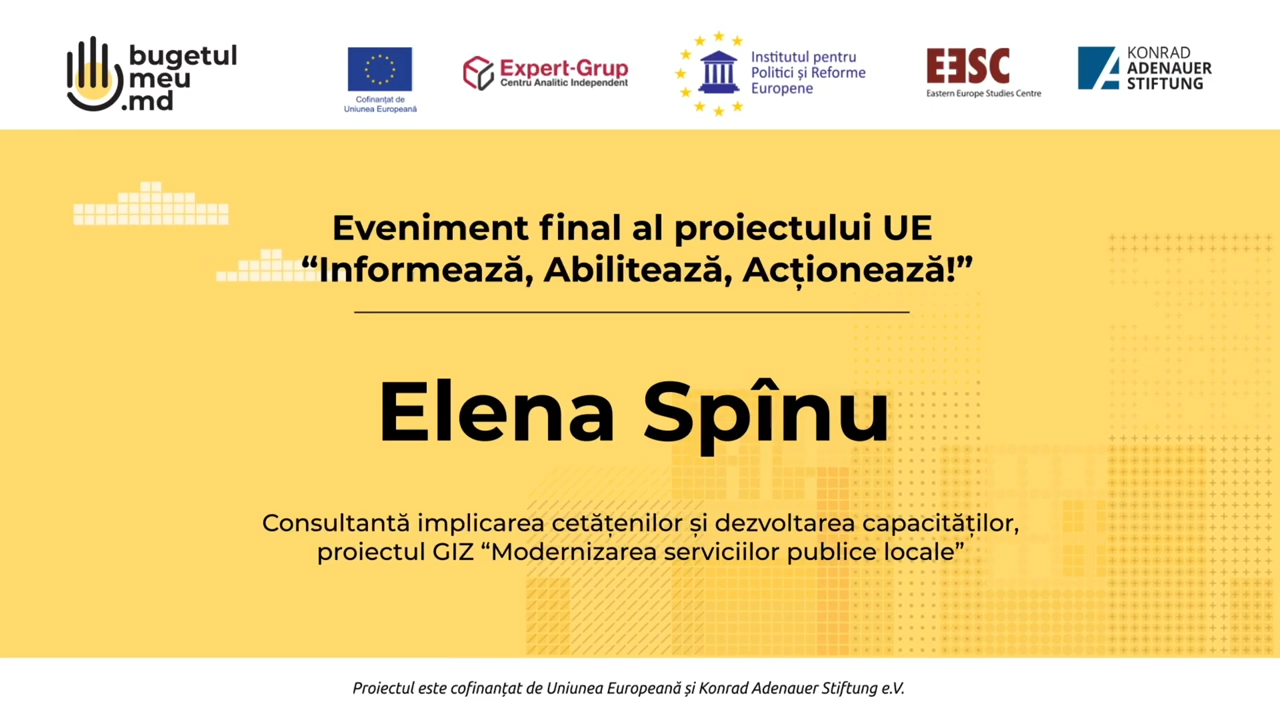 bugetul
meu
.md
Cofinanțat de
Uniunea Europeană
Expert-Grup
Centru Analitic Independent
Institutul pentru
Politici și Reforme
Europene
EESC
Eastern Europe Studies Centre
KONRAD
ADENAUER
STIFTUNG
Eveniment final al proiectului UE
“Informează, Abilitează, Acționează!”
Elena Spînu
Consultantă implicarea cetățenilor și dezvoltarea capacităților,
proiectul GIZ “Modernizarea serviciilor publice locale”
Proiectul este cofinanțat de Uniunea Europeană și Konrad Adenauer Stiftung e.V.